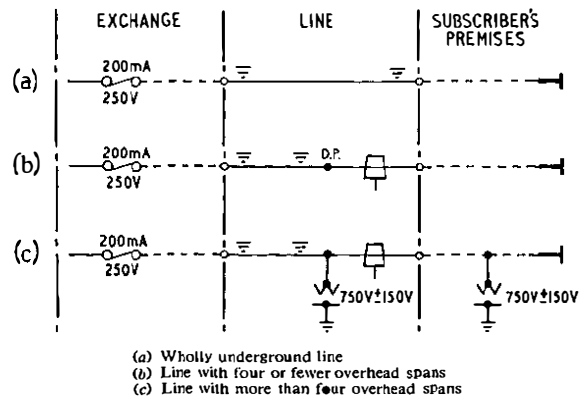 EXCHANGE LINE SUBSCRIBER'S PREMISES
(a) 200mA 250V
(b) 200mA 250V D.P.
(c) 200mA 250V 750V±150V 750V±150V
(a) Wholly underground line
(b) Line with four or fewer overhead spans
(c) Line with more than four overhead spans